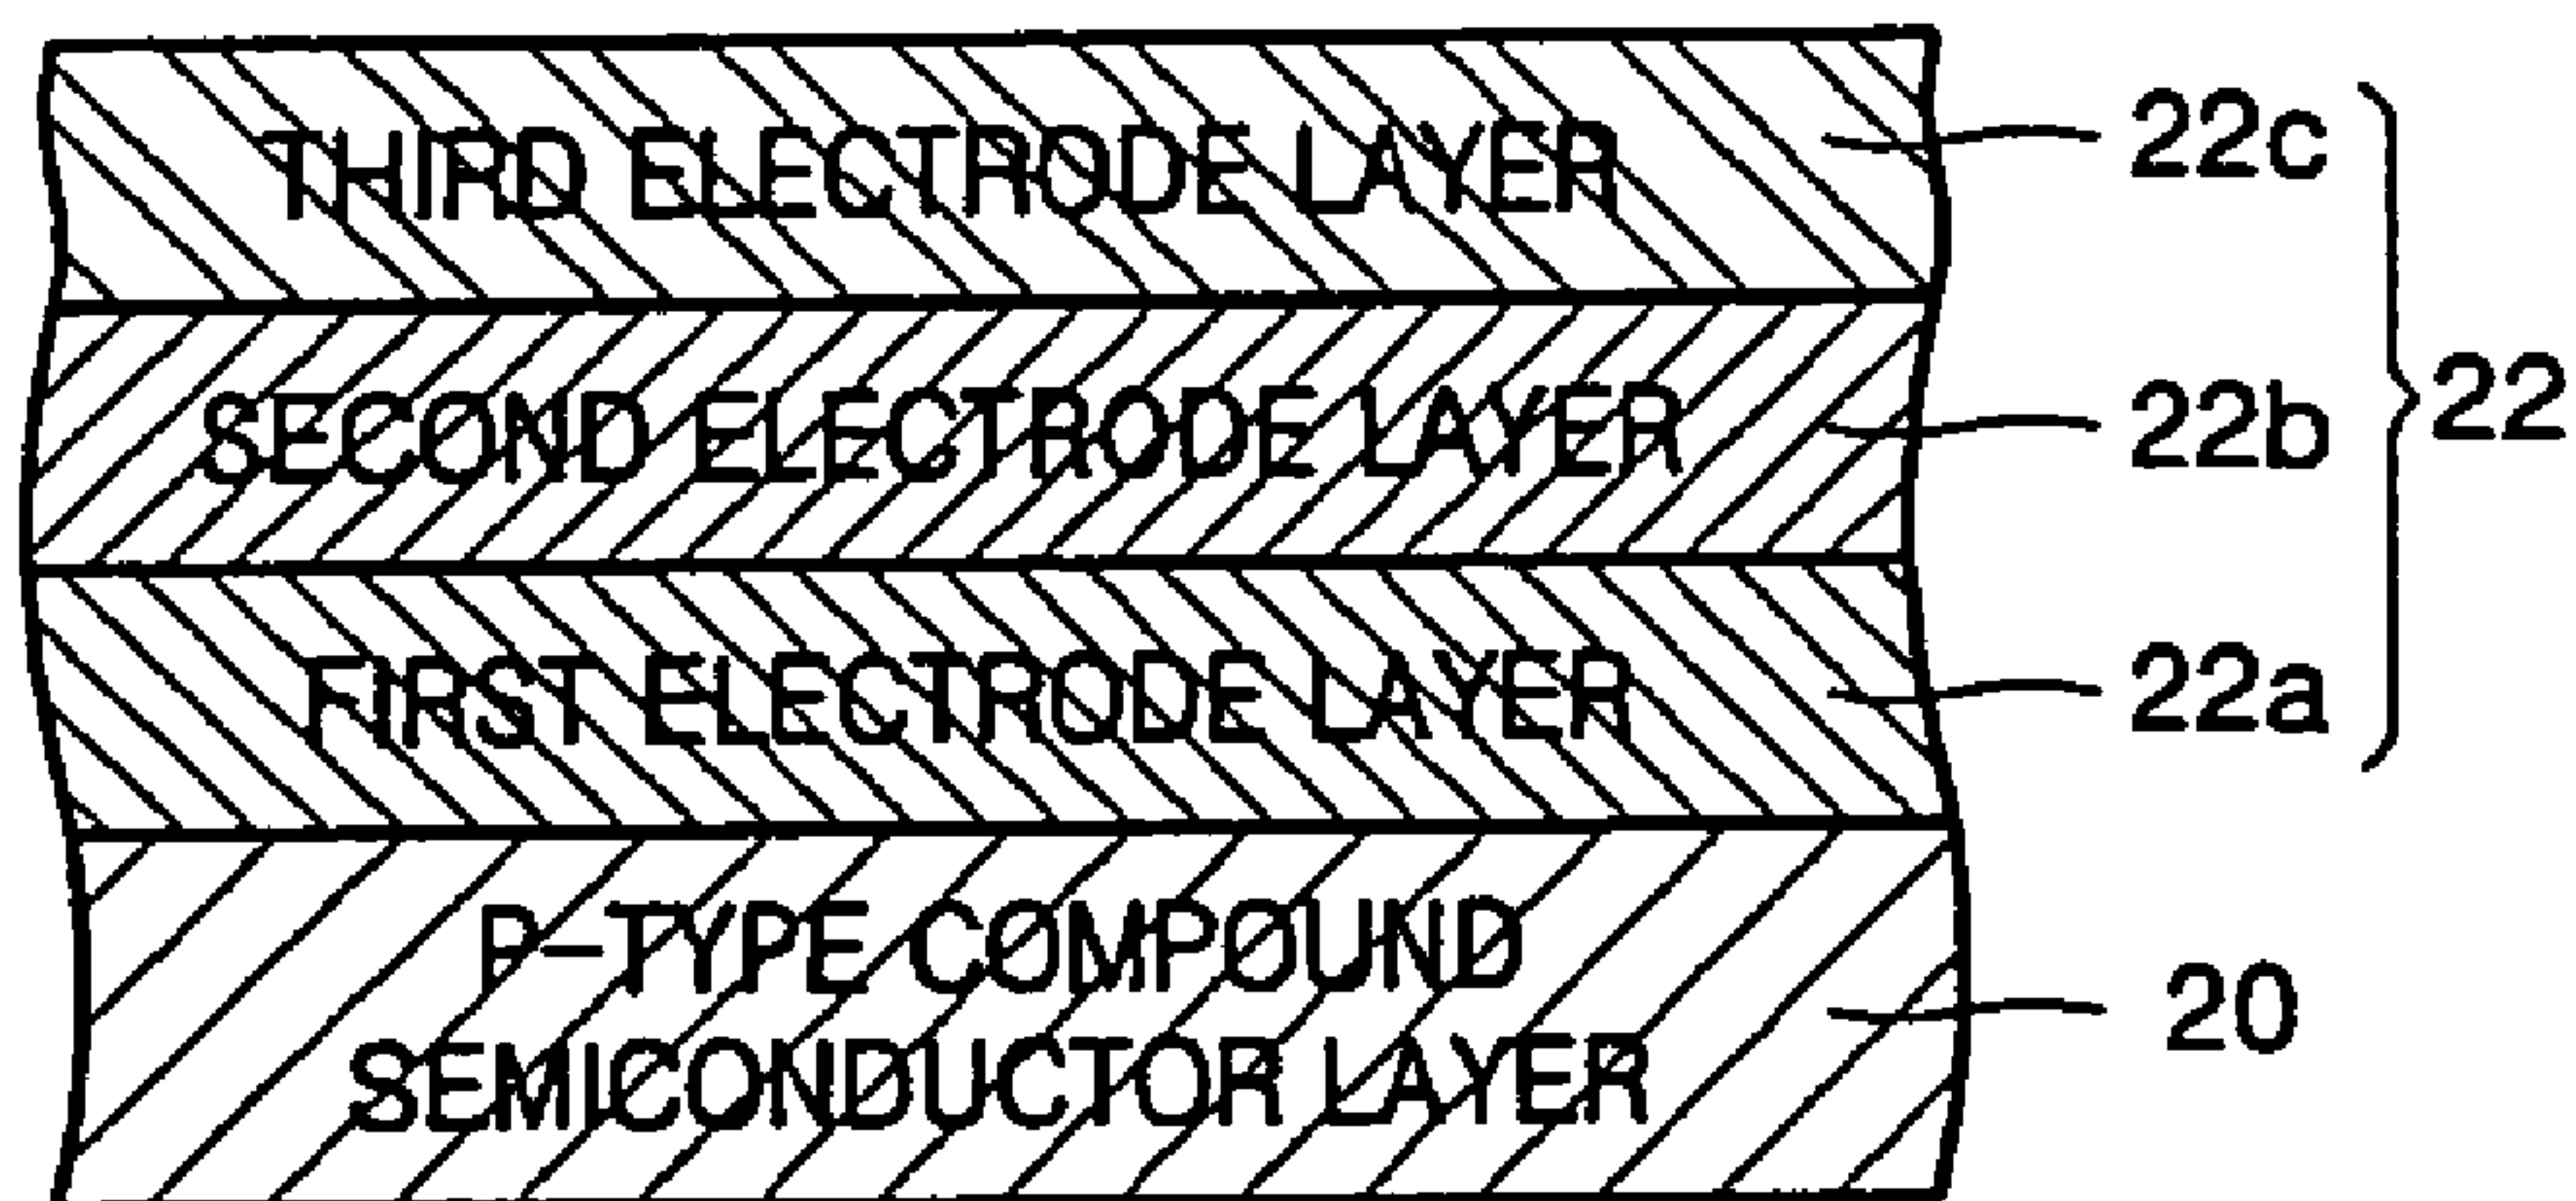 THIRD ELECTRODE LAYER 22c
SECOND ELECTRODE LAYER 22b 22
FIRST ELECTRODE LAYER 22a
P-TYPE COMPOUND
SEMICONDUCTOR LAYER 20